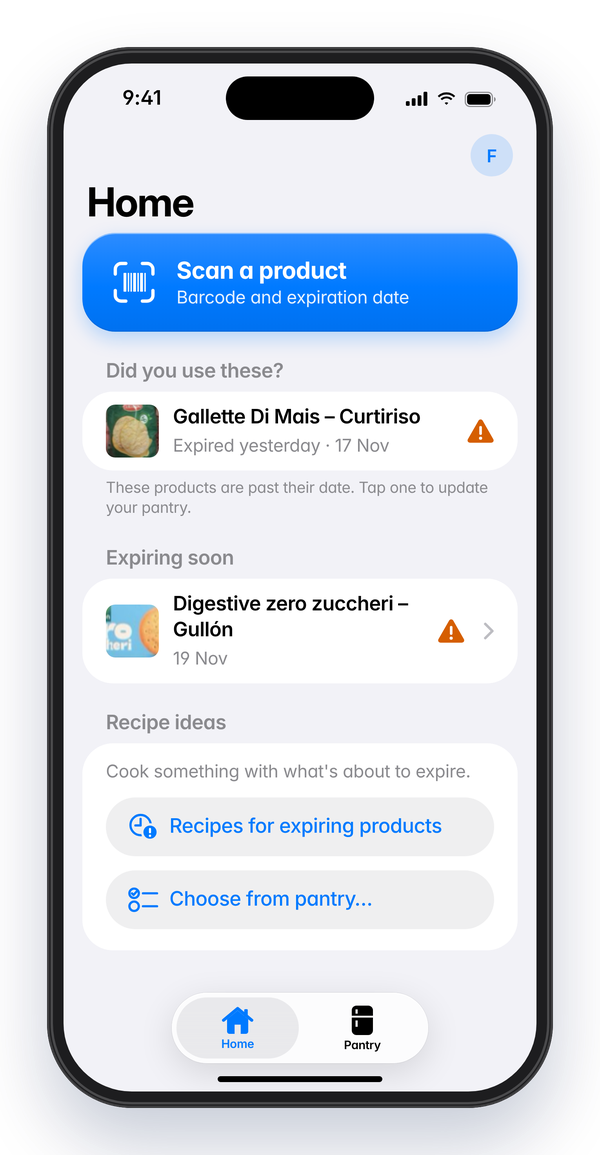 9:41
F
Home
Scan a product
Barcode and expiration date
Did you use these?
Gallette Di Mais – Curtiriso
Expired yesterday · 17 Nov
These products are past their date. Tap one to update
your pantry.
Expiring soon
ro
heri
Digestive zero zuccheri –
Gullón
19 Nov
Recipe ideas
Cook something with what's about to expire.
Recipes for expiring products
Choose from pantry...
Home
Pantry